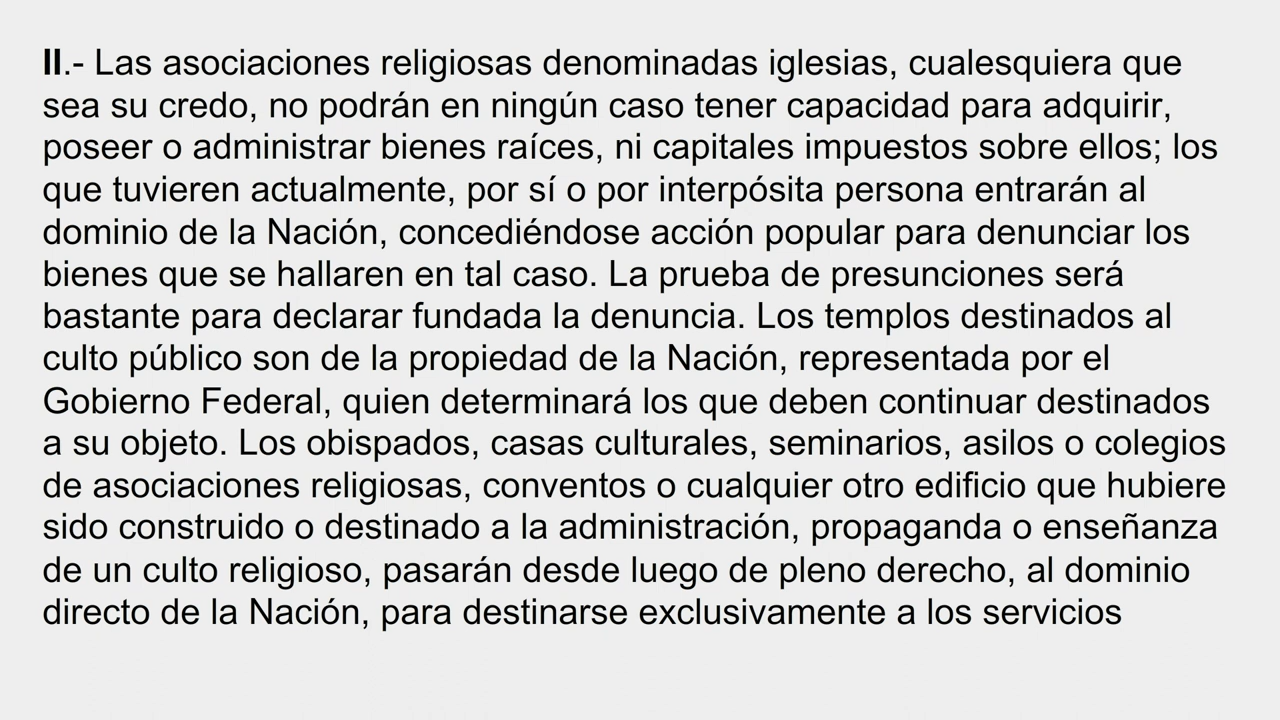 II.- Las asociaciones religiosas denominadas iglesias, cualesquiera que
sea su credo, no podrán en ningún caso tener capacidad para adquirir,
poseer o administrar bienes raíces, ni capitales impuestos sobre ellos; los
que tuvieren actualmente, por sí o por interpósita persona entrarán al
dominio de la Nación, concediéndose acción popular para denunciar los
bienes que se hallaren en tal caso. La prueba de presunciones será
bastante para declarar fundada la denuncia. Los templos destinados al
culto público son de la propiedad de la Nación, representada por el
Gobierno Federal, quien determinará los que deben continuar destinados
a su objeto. Los obispados, casas culturales, seminarios, asilos o colegios
de asociaciones religiosas, conventos o cualquier otro edificio que hubiere
sido construido o destinado a la administración, propaganda o enseñanza
de un culto religioso, pasarán desde luego de pleno derecho, al dominio
directo de la Nación, para destinarse exclusivamente a los servicios